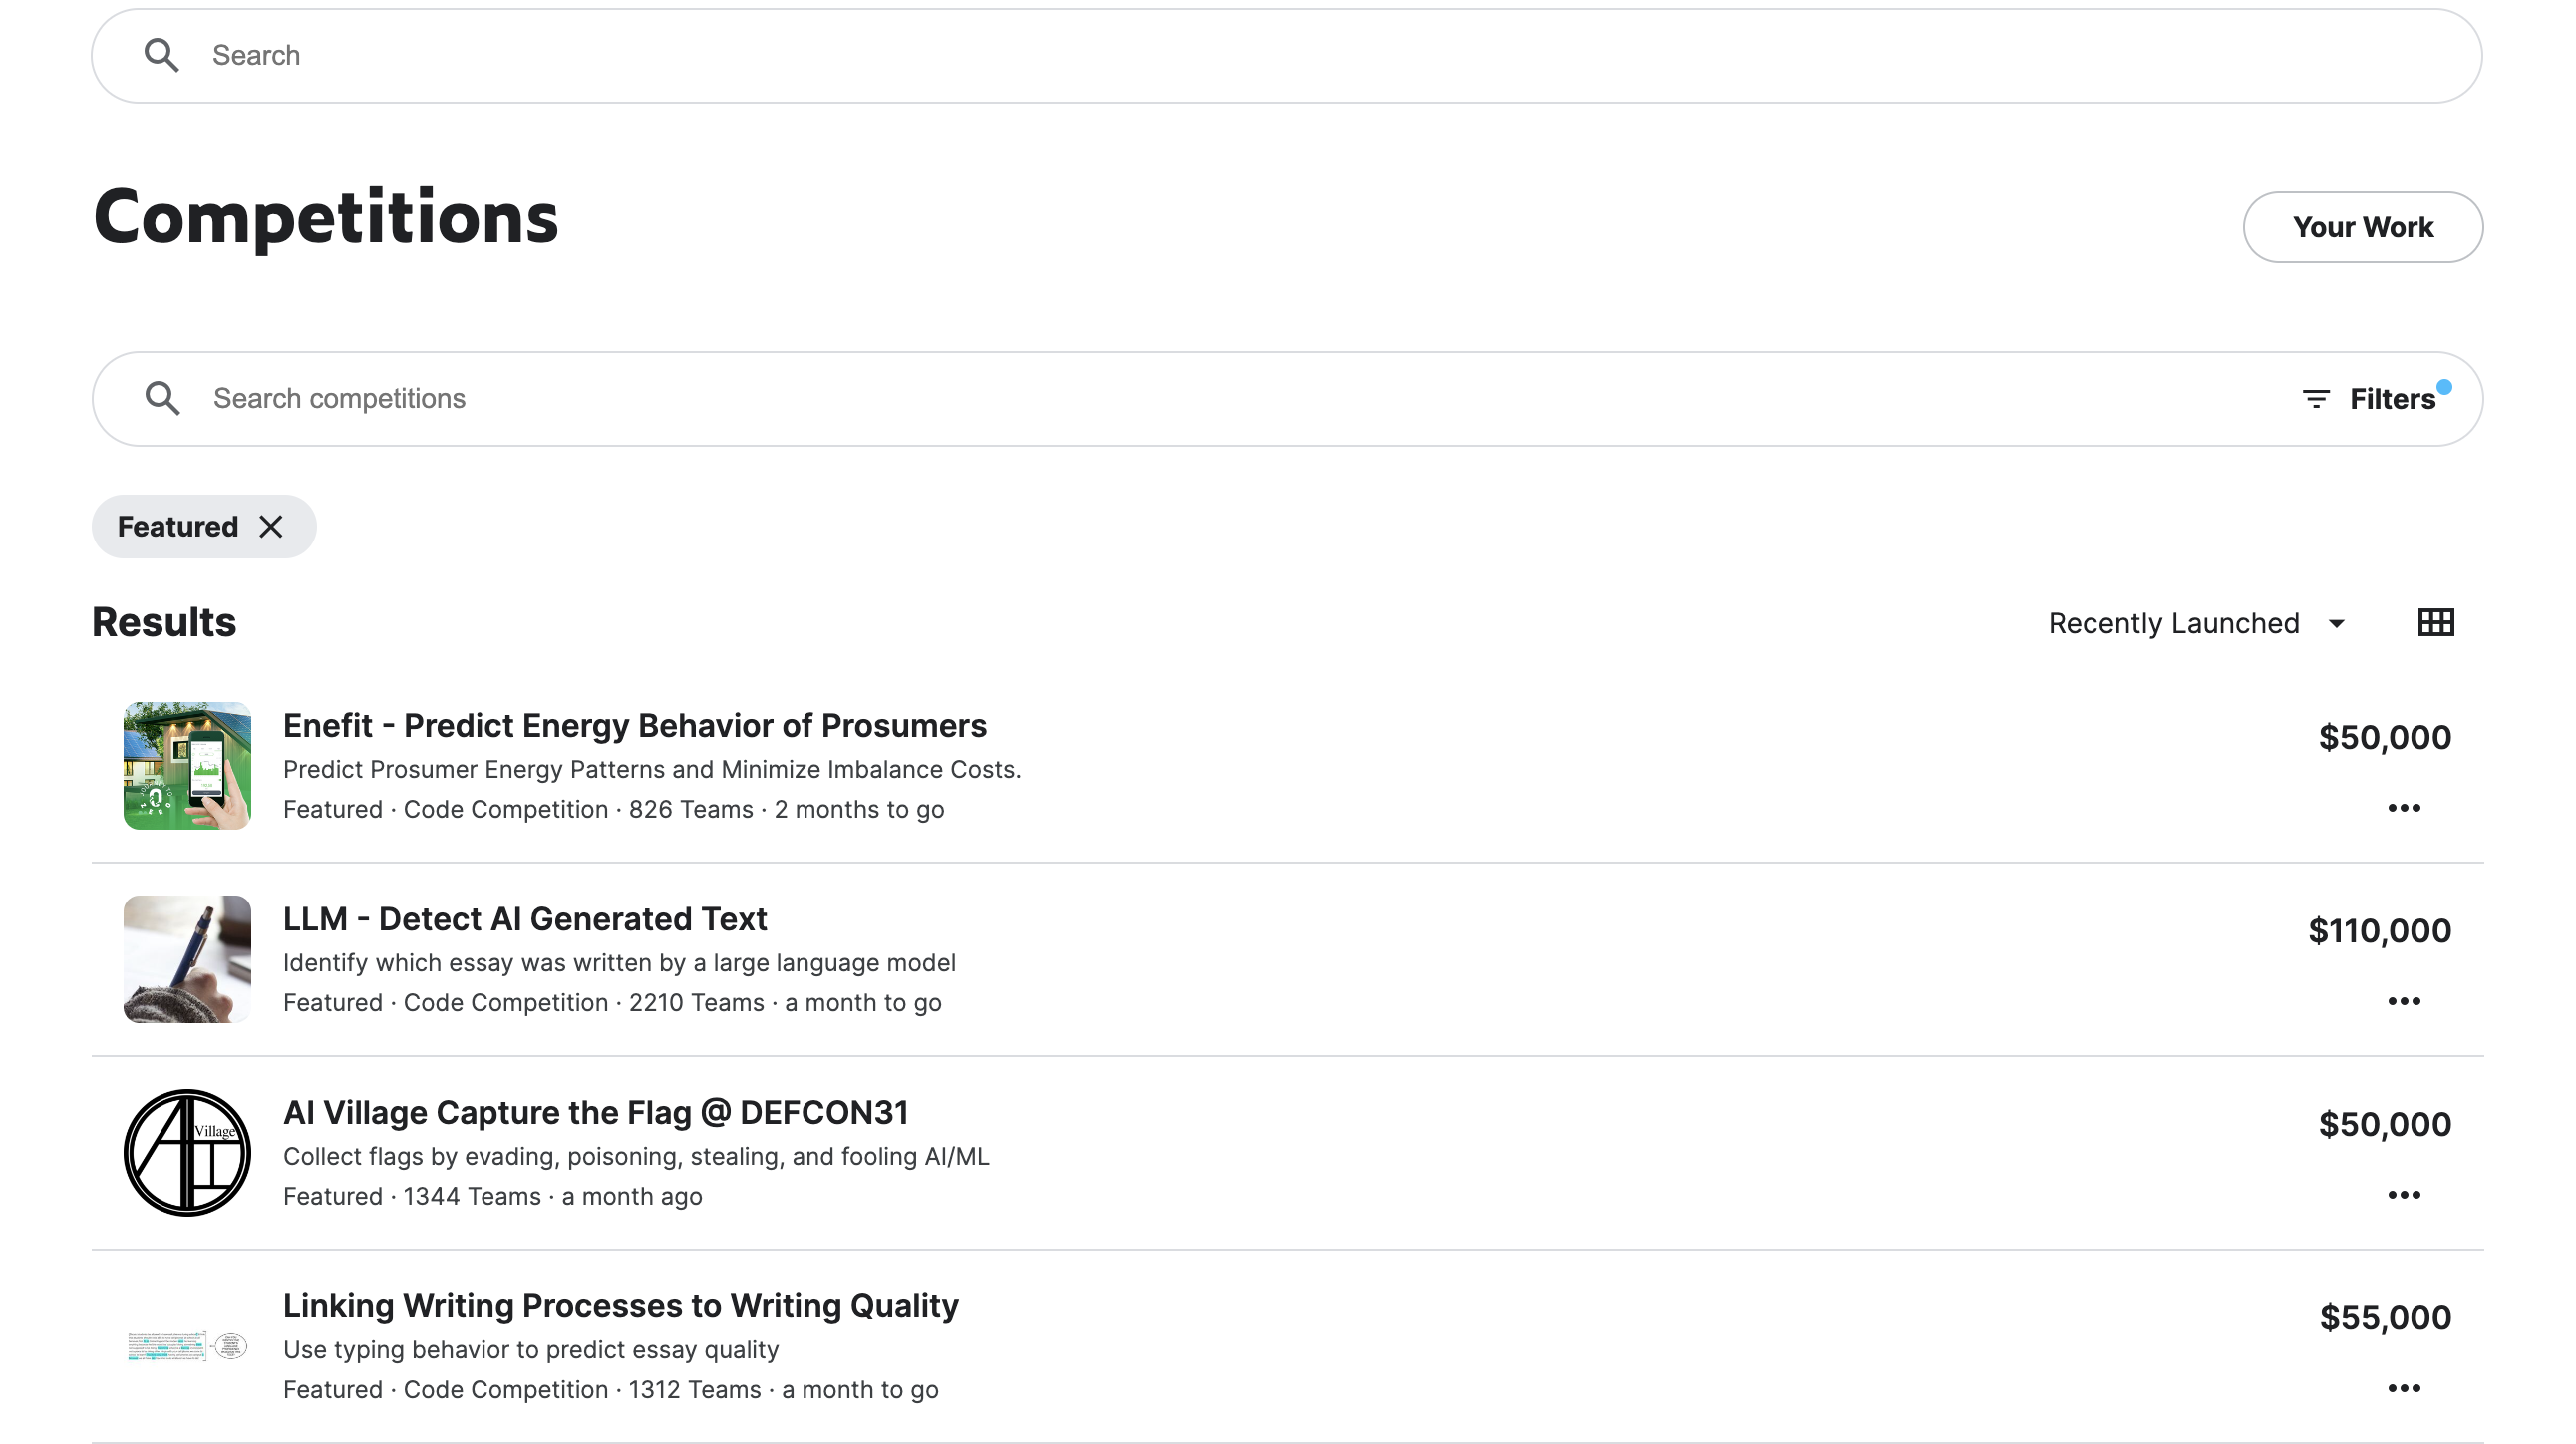 Search
Competitions
Your Work
Search competitions
Filters
Featured
Results
Recently Launched
Enefit - Predict Energy Behavior of Prosumers
$50,000
Predict Prosumer Energy Patterns and Minimize Imbalance Costs.
Featured · Code Competition · 826 Teams · 2 months to go
LLM - Detect AI Generated Text
$110,000
Identify which essay was written by a large language model
Featured · Code Competition · 2210 Teams · a month to go
Village
AI Village Capture the Flag @ DEFCON31
$50,000
Collect flags by evading, poisoning, stealing, and fooling AI/ML
Featured · 1344 Teams · a month ago
Linking Writing Processes to Writing Quality
$55,000
Use typing behavior to predict essay quality
Featured · Code Competition · 1312 Teams · a month to go